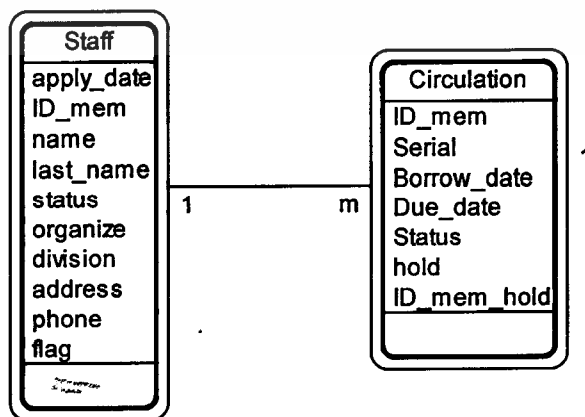 Staff
apply_date
ID_mem
name
last_name
status
organize
division
address
phone
flag
1
m
Circulation
ID_mem
Serial
Borrow_date
Due_date
Status
hold
ID_mem_hold